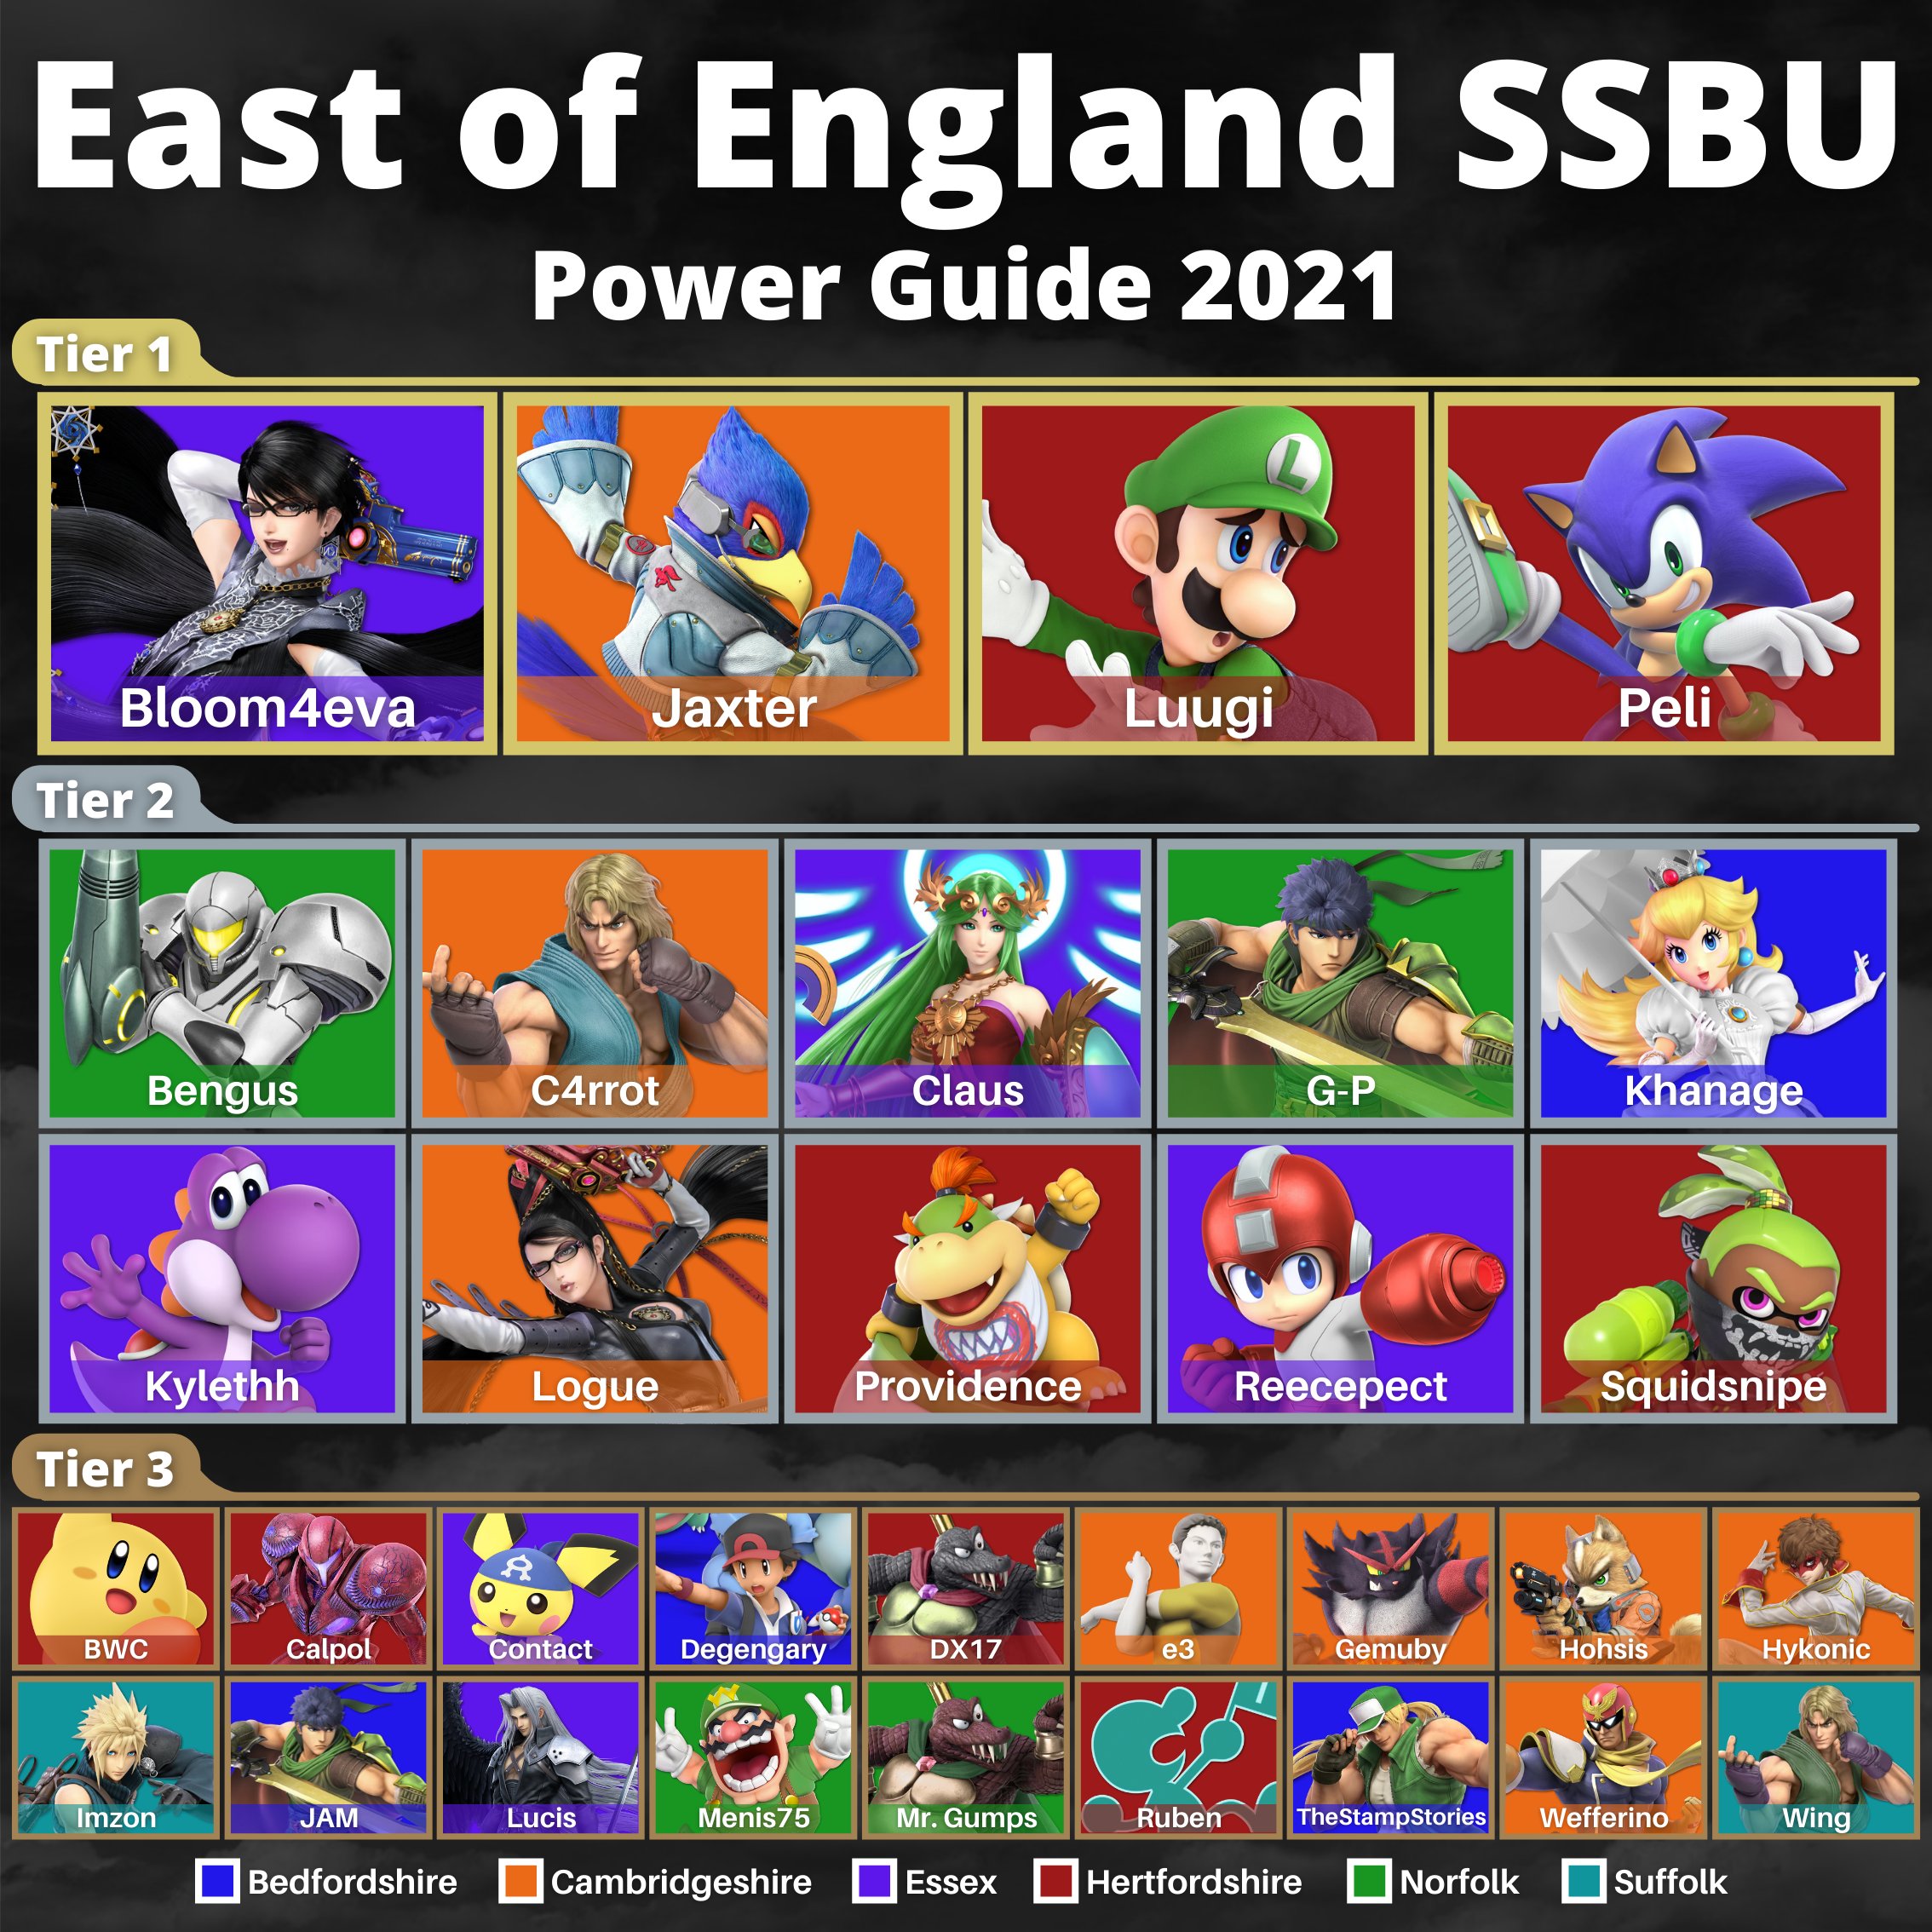 East of England SSBU
Power Guide 2021
Tier 1
Bloom4eva
Jaxter
Luugi
Peli
Tier 2
Bengus
C4rrot
Claus
G-P
Khanage
Kylethh
Logue
Providence
Reecepect
Squidsnipe
Tier 3
BWC
Calpol
Contact
Degengary
DX17
e3
Gemuby
Hohsis
Hykonic
Imzon
JAM
Lucis
Menis75
Mr. Gumps
Ruben
TheStampStories
Wefferino
Wing
Bedfordshire
Cambridgeshire
Essex
Hertfordshire
Norfolk
Suffolk